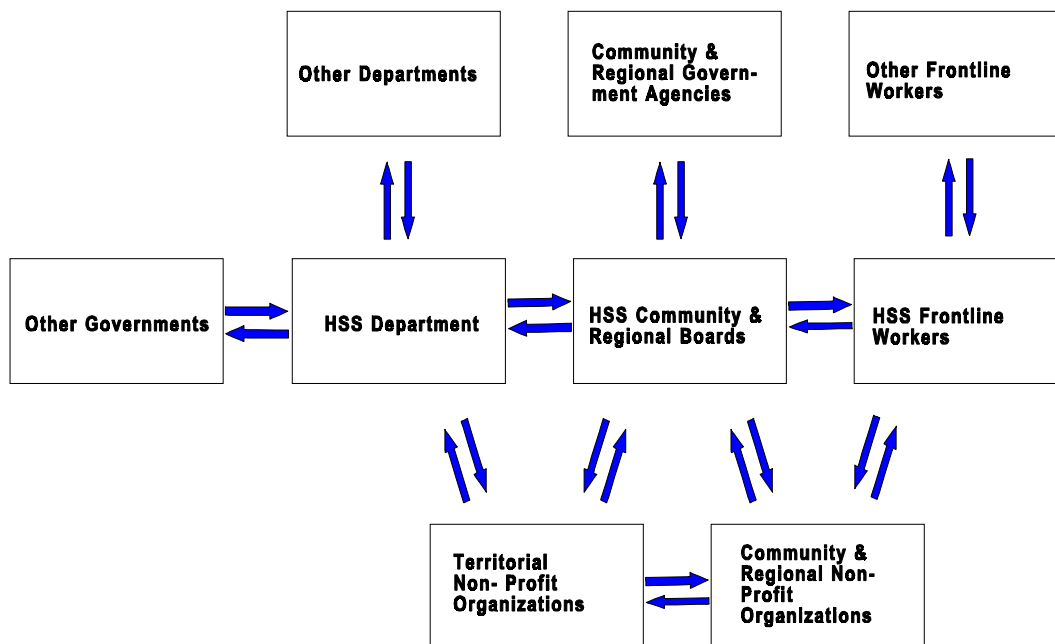 Other Departments
Community &
Regional Govern-
ment Agencies
Other Frontline
Workers
Other Governments
HSS Department
HSS Community &
Regional Boards
HSS Frontline
Workers
Territorial
Non- Profit
Organizations
Community &
Regional Non-
Profit
Organizations